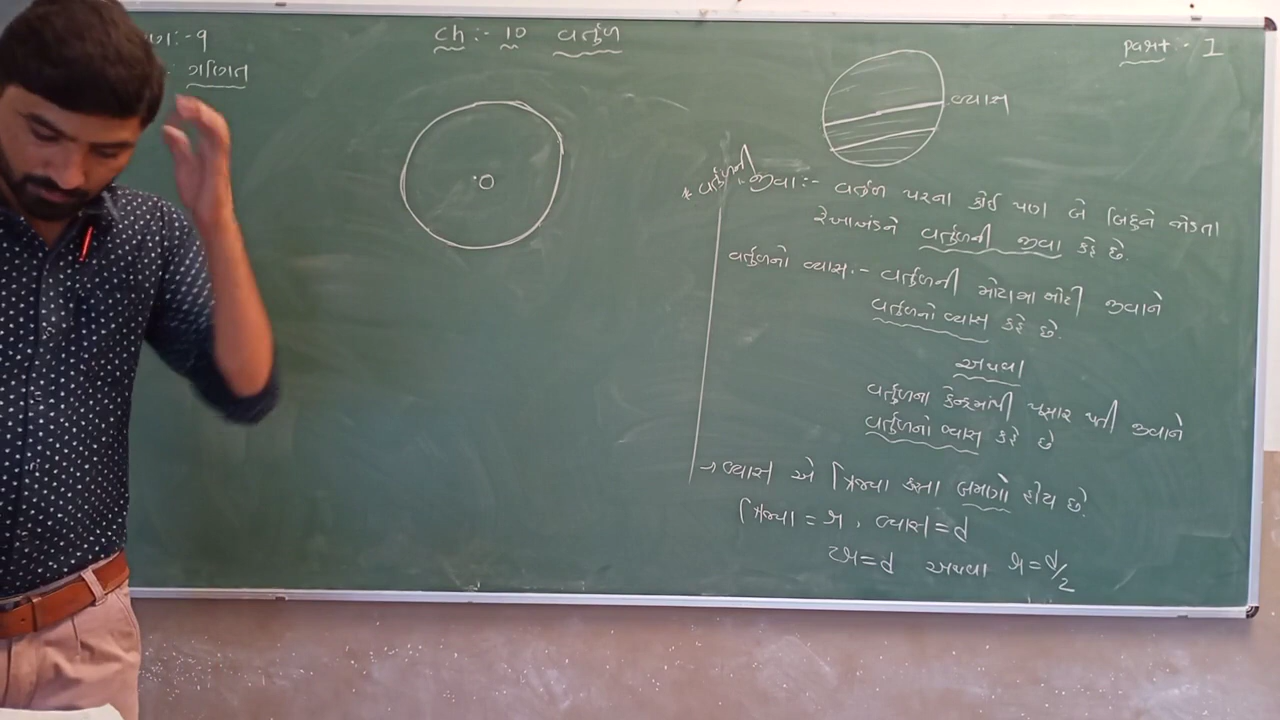 ણ:- ૧
: ગણિત
Ch :- 10 વર્તુળ
Part :- 1
વ્યાસ
O
* વર્તુળની જીવા :- વર્તુળ પરના કોઈ પણ બે બિંદુને જોડતા
રેખાખંડને વર્તુળની જીવા કહે છે.
વર્તુળનો વ્યાસ :- વર્તુળની મોટામાં મોટી જીવાને
વર્તુળનો વ્યાસ કહે છે.
અથવા
વર્તુળના કેન્દ્રમાંથી પસાર થતી જીવાને
વર્તુળનો વ્યાસ કહે છે
→ વ્યાસ એ ત્રિજ્યા કરતા બમણો હોય છે.
ત્રિજ્યા = r, વ્યાસ = d
2r = d અથવા r = d/2